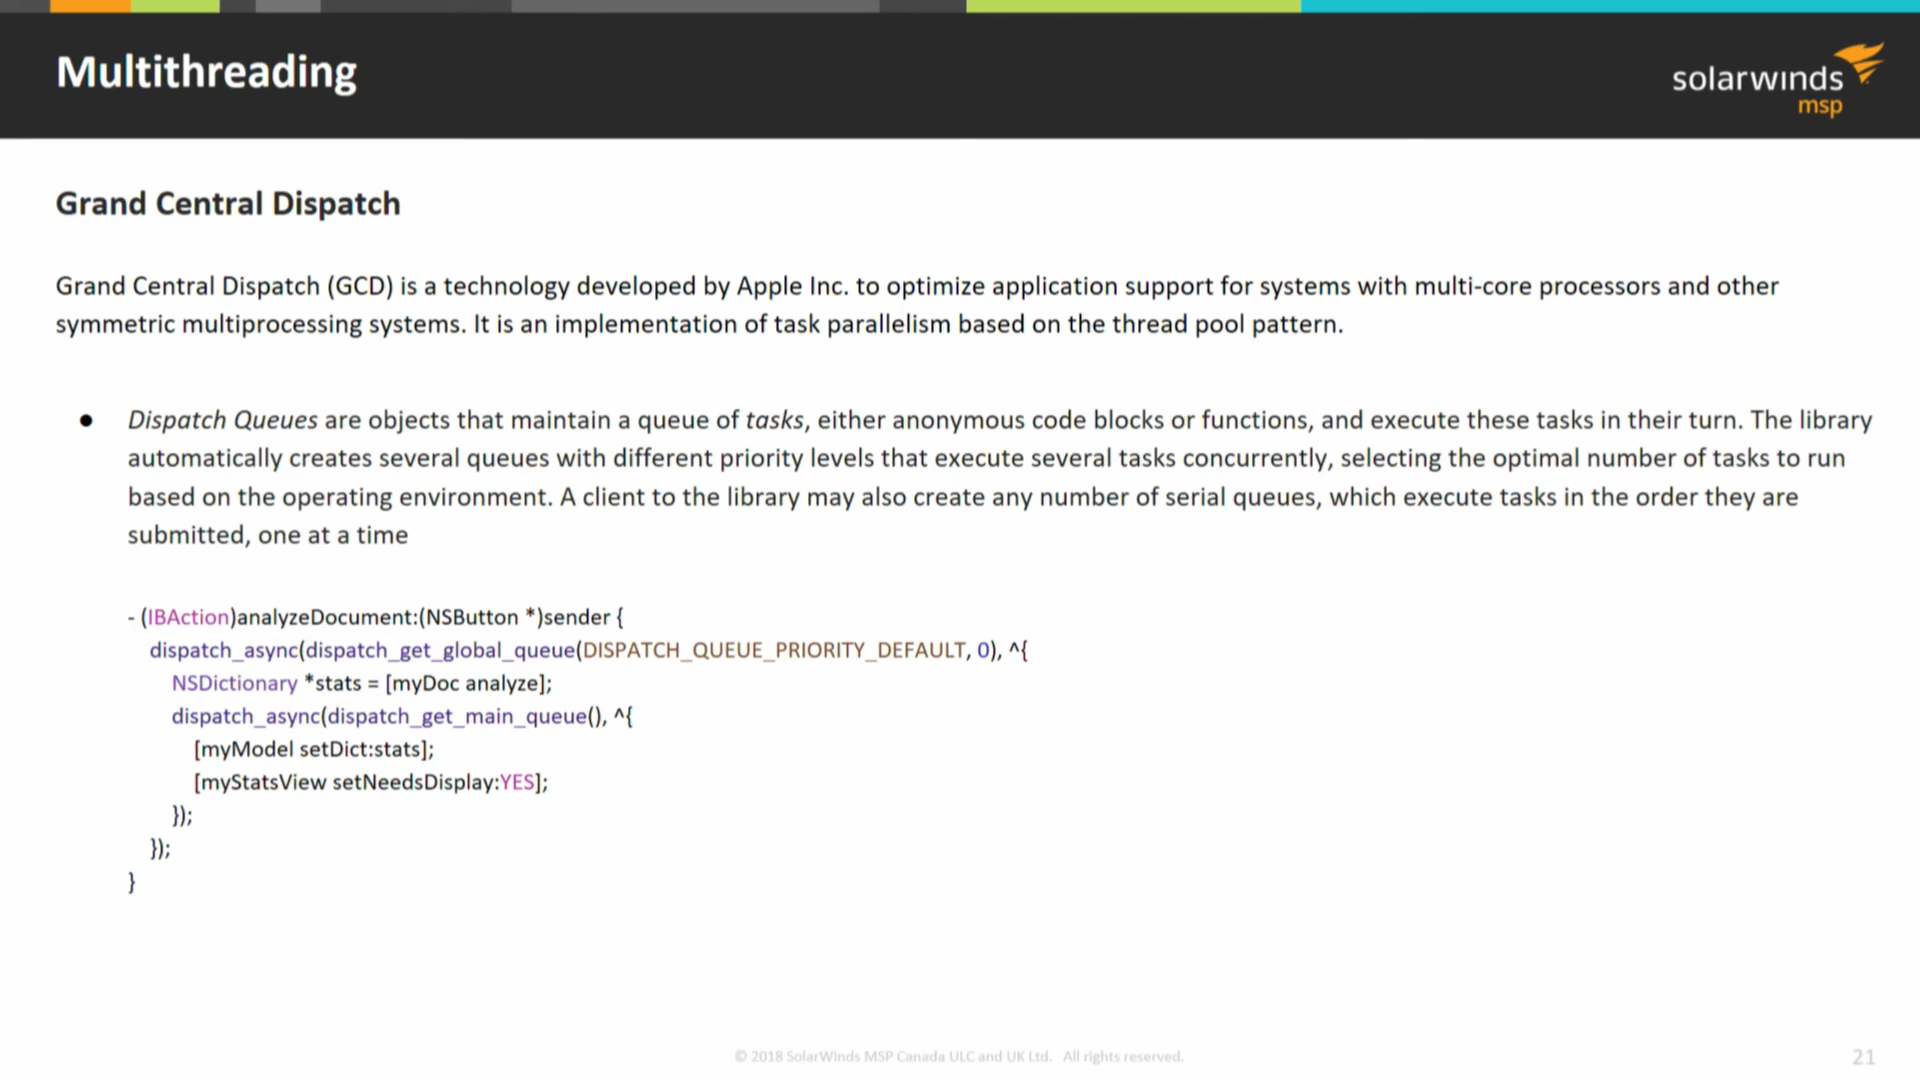 Multithreading
solarwinds
msp
Grand Central Dispatch
Grand Central Dispatch (GCD) is a technology developed by Apple Inc. to optimize application support for systems with multi-core processors and other
symmetric multiprocessing systems. It is an implementation of task parallelism based on the thread pool pattern.
● Dispatch Queues are objects that maintain a queue of tasks, either anonymous code blocks or functions, and execute these tasks in their turn. The library
automatically creates several queues with different priority levels that execute several tasks concurrently, selecting the optimal number of tasks to run
based on the operating environment. A client to the library may also create any number of serial queues, which execute tasks in the order they are
submitted, one at a time
- (IBAction)analyzeDocument:(NSButton *)sender {
dispatch_async(dispatch_get_global_queue(DISPATCH_QUEUE_PRIORITY_DEFAULT, 0), ^{
NSDictionary *stats = [myDoc analyze];
dispatch_async(dispatch_get_main_queue(), ^{
[myModel setDict:stats];
[myStatsView setNeedsDisplay:YES];
});
});
}
© 2018 SolarWinds MSP Canada ULC and UK Ltd. All rights reserved.
21